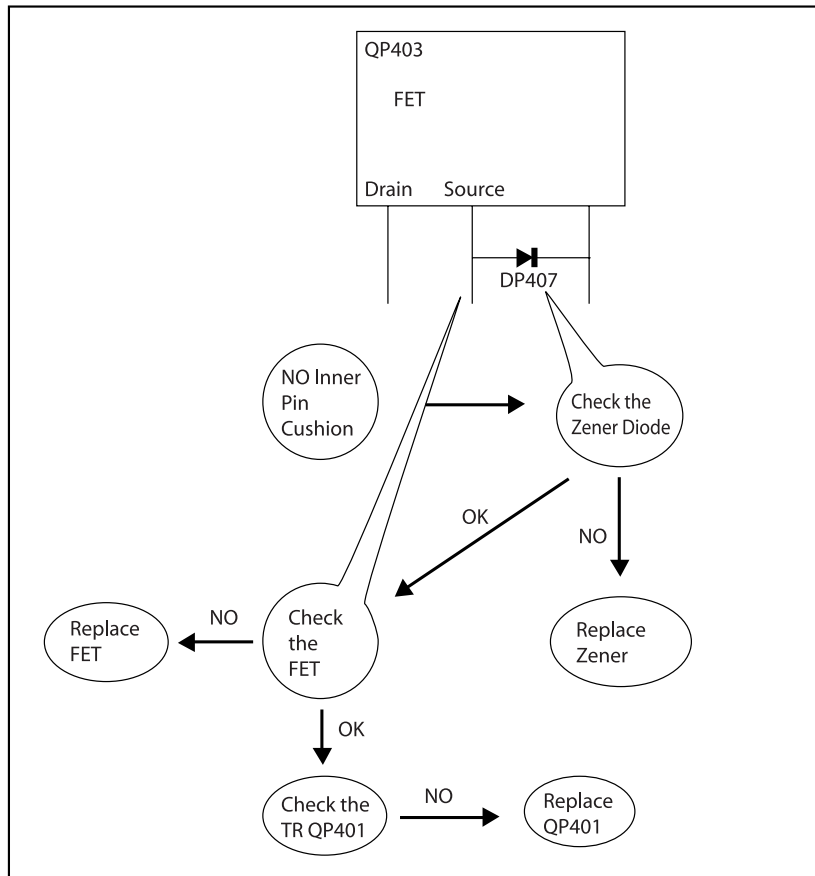 QP403
FET
Drain Source
DP407
NO Inner
Pin
Cushion
Check the
Zener Diode
OK
NO
Replace
FET
NO
Check
the
FET
Replace
Zener
OK
Check the
TR QP401
NO
Replace
QP401